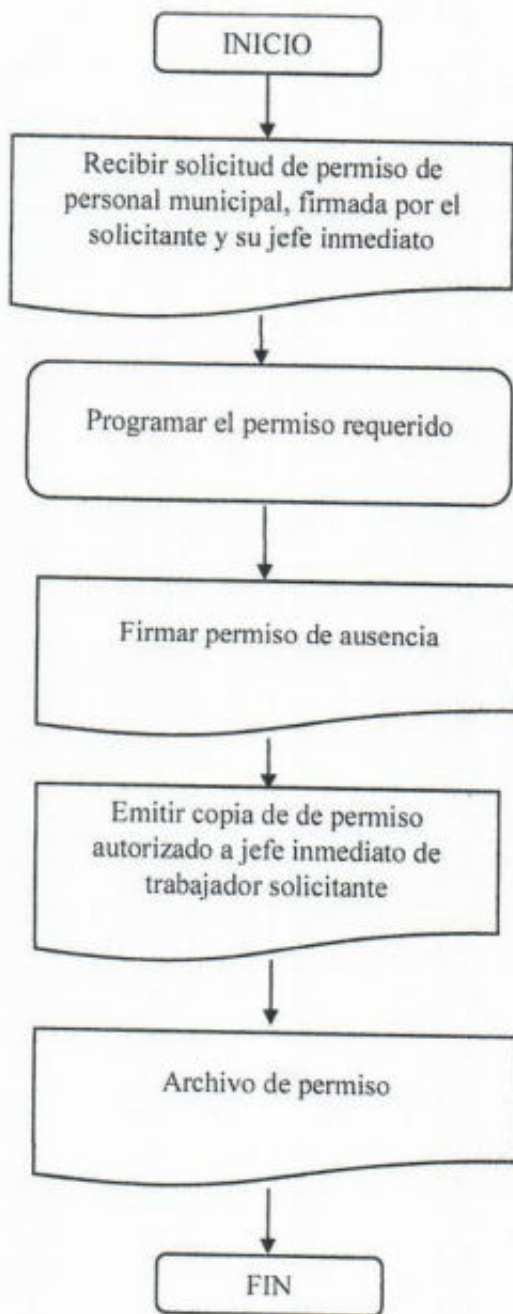 INICIO
Recibir solicitud de permiso de
personal municipal, firmada por el
solicitante y su jefe inmediato
Programar el permiso requerido
Firmar permiso de ausencia
Emitir copia de de permiso
autorizado a jefe inmediato de
trabajador solicitante
Archivo de permiso
FIN